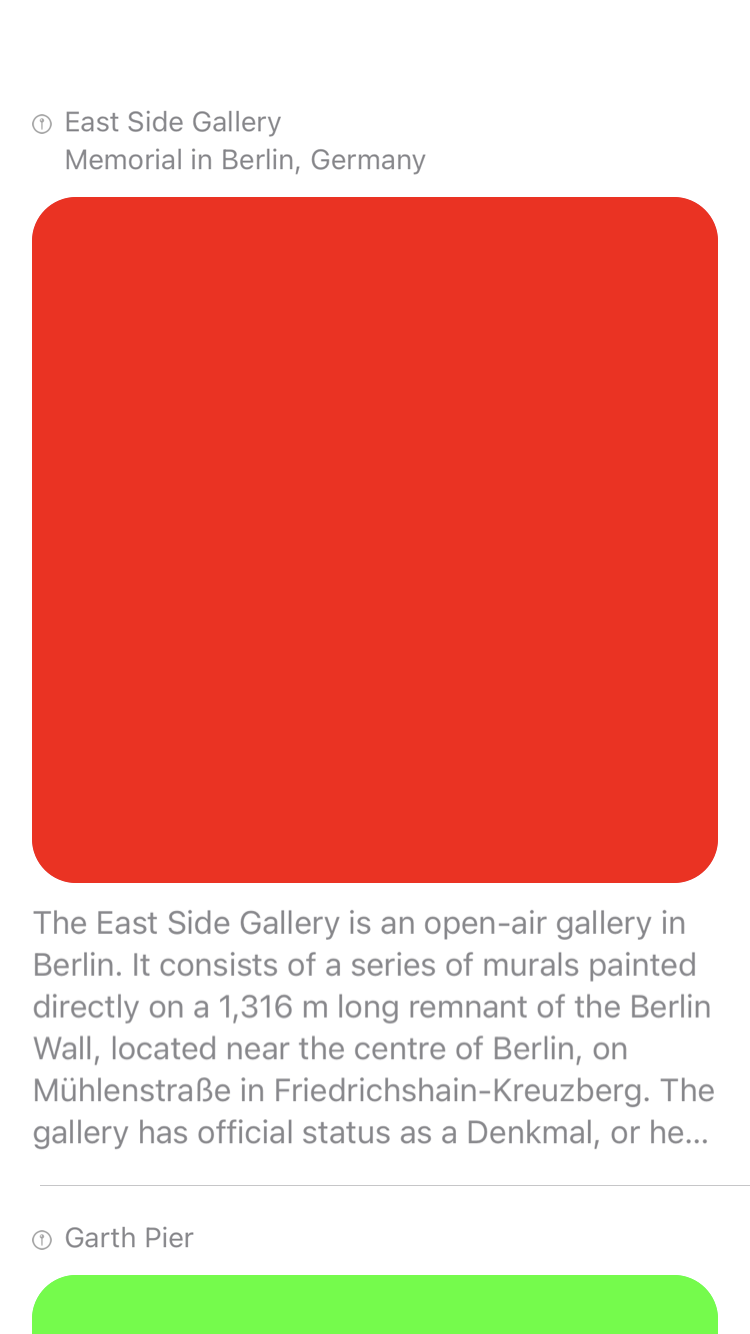 East Side Gallery
Memorial in Berlin, Germany
The East Side Gallery is an open-air gallery in
Berlin. It consists of a series of murals painted
directly on a 1,316 m long remnant of the Berlin
Wall, located near the centre of Berlin, on
Mühlenstraße in Friedrichshain-Kreuzberg. The
gallery has official status as a Denkmal, or he...
Garth Pier